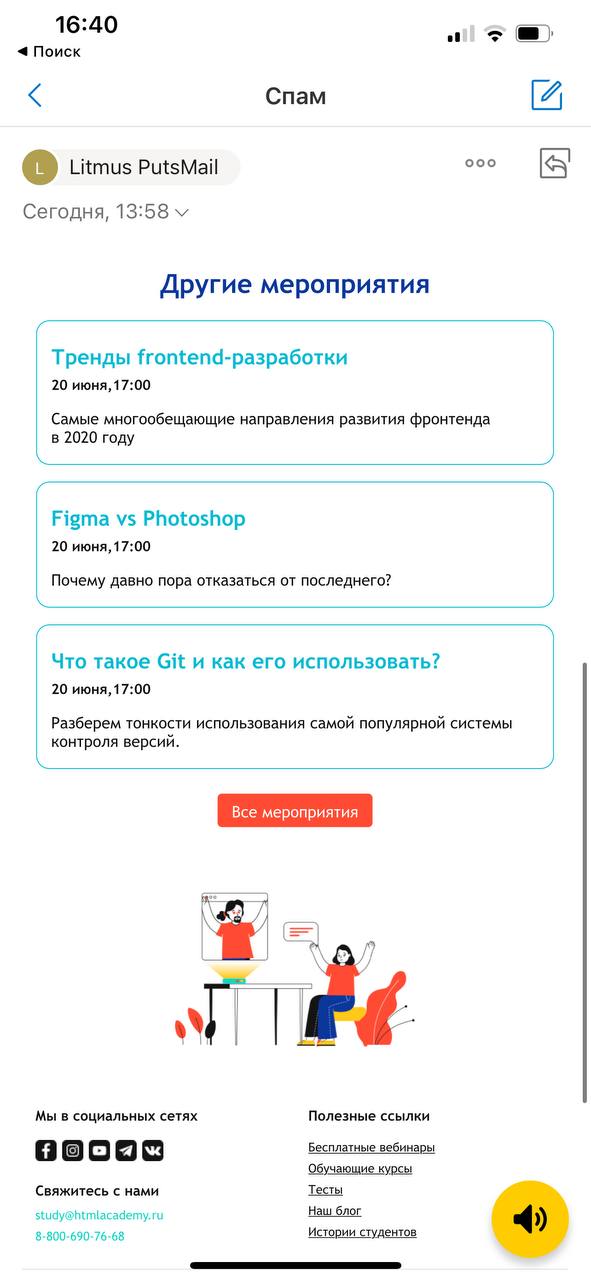 16:40
Поиск
Спам
L Litmus PutsMail
Сегодня, 13:58
Другие мероприятия
Тренды frontend-разработки
20 июня,17:00
Самые многообещающие направления развития фронтенда
в 2020 году
Figma vs Photoshop
20 июня,17:00
Почему давно пора отказаться от последнего?
Что такое Git и как его использовать?
20 июня,17:00
Разберем тонкости использования самой популярной системы
контроля версий.
Все мероприятия
Мы в социальных сетях
Свяжитесь с нами
study@htmlacademy.ru
8-800-690-76-68
Полезные ссылки
Бесплатные вебинары
Обучающие курсы
Тесты
Наш блог
Истории студентов